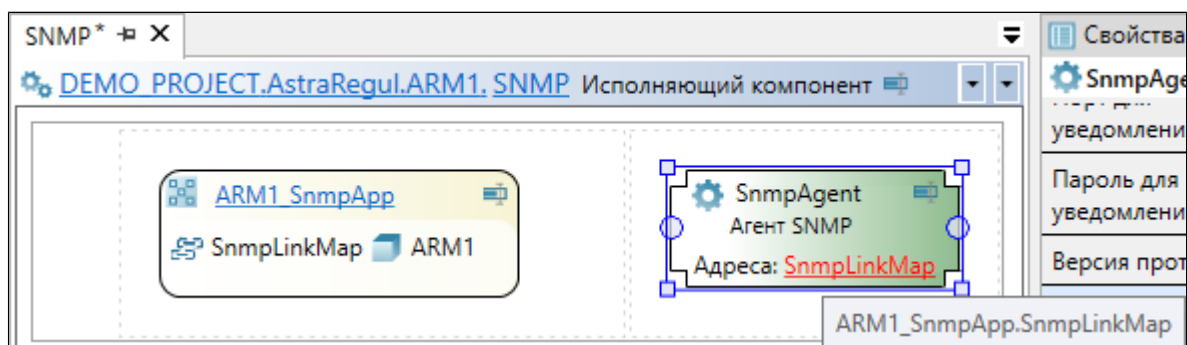 SNMP*
Свойства
DEMO_PROJECT.AstraRegul.ARM1. SNMP Исполняющий компонент
SnmpAge
уведомлени
ARM1_SnmpApp
SnmpLinkMap ARM1
SnmpAgent
Агент SNMP
Адреса: SnmpLinkMap
Пароль для
уведомлени
Версия прот
ARM1_SnmpApp.SnmpLinkMap